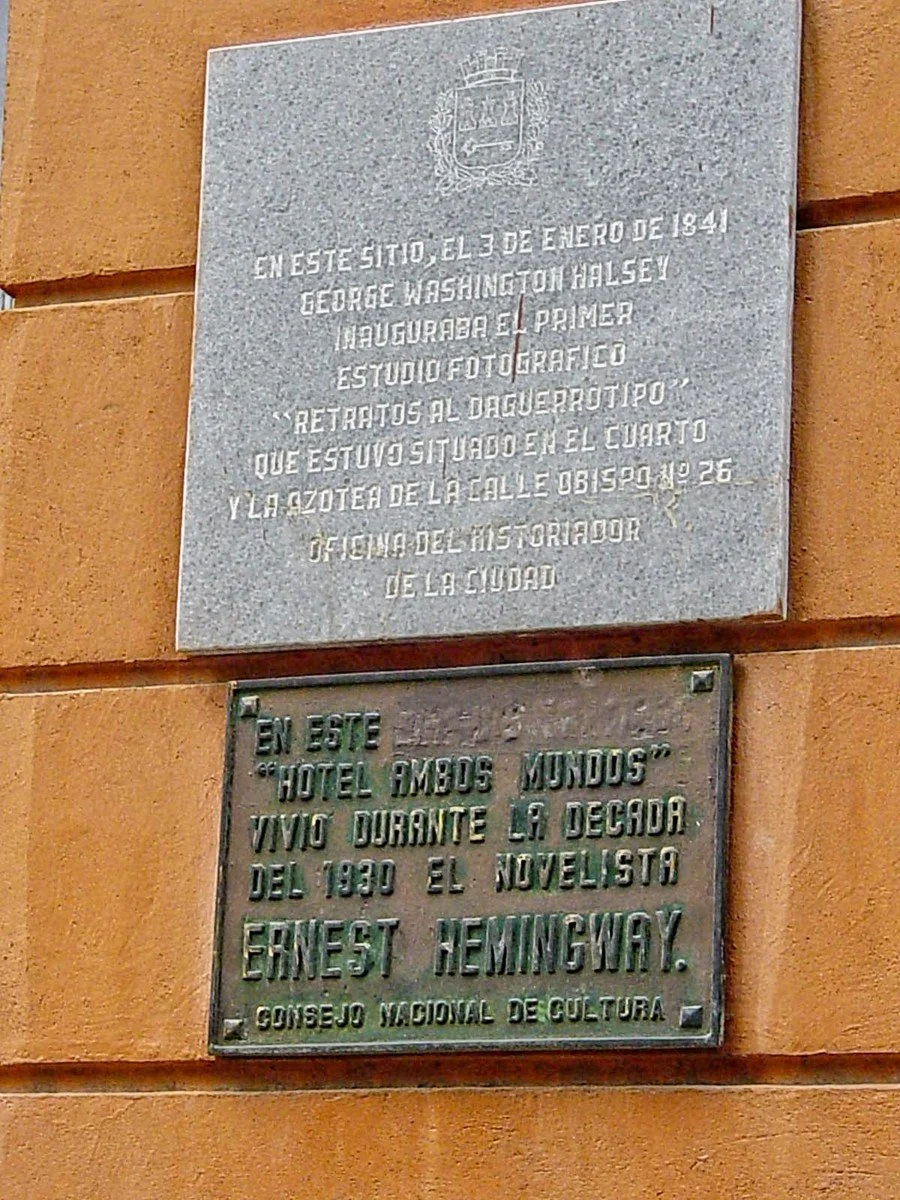 EN ESTE SITIO, EL 3 DE ENERO DE 1841
GEORGE WASHINGTON HALSEY
INAUGURABA EL PRIMER
ESTUDIO FOTOGRAFICO
“RETRATOS AL DAGUERROTIPO”
QUE ESTUVO SITUADO EN EL CUARTO
Y LA AZOTEA DE LA CALLE OBISPO Nº 26
OFICINA DEL HISTORIADOR
DE LA CIUDAD
EN ESTE
“HOTEL AMBOS MUNDOS”
VIVIO DURANTE LA DECADA
DEL 1930 EL NOVELISTA
ERNEST HEMINGWAY.
CONSEJO NACIONAL DE CULTURA